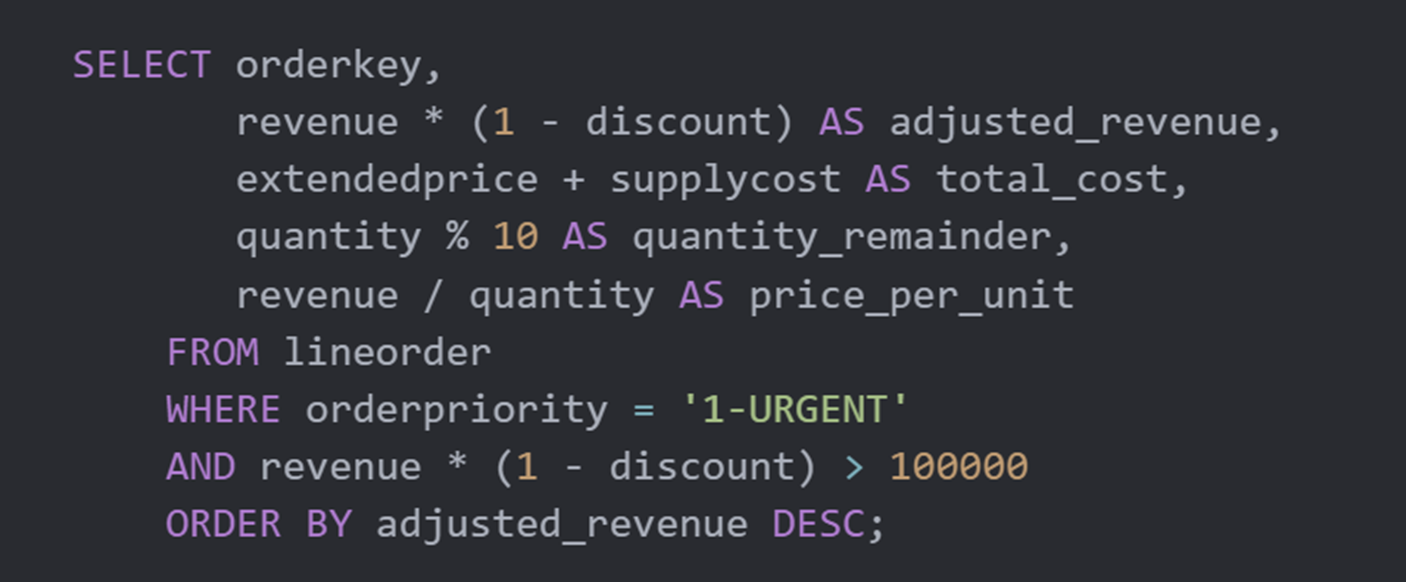 SELECT orderkey,
revenue * (1 - discount) AS adjusted_revenue,
extendedprice + supplycost AS total_cost,
quantity % 10 AS quantity_remainder,
revenue / quantity AS price_per_unit
FROM lineorder
WHERE orderpriority = '1-URGENT'
AND revenue * (1 - discount) > 100000
ORDER BY adjusted_revenue DESC;